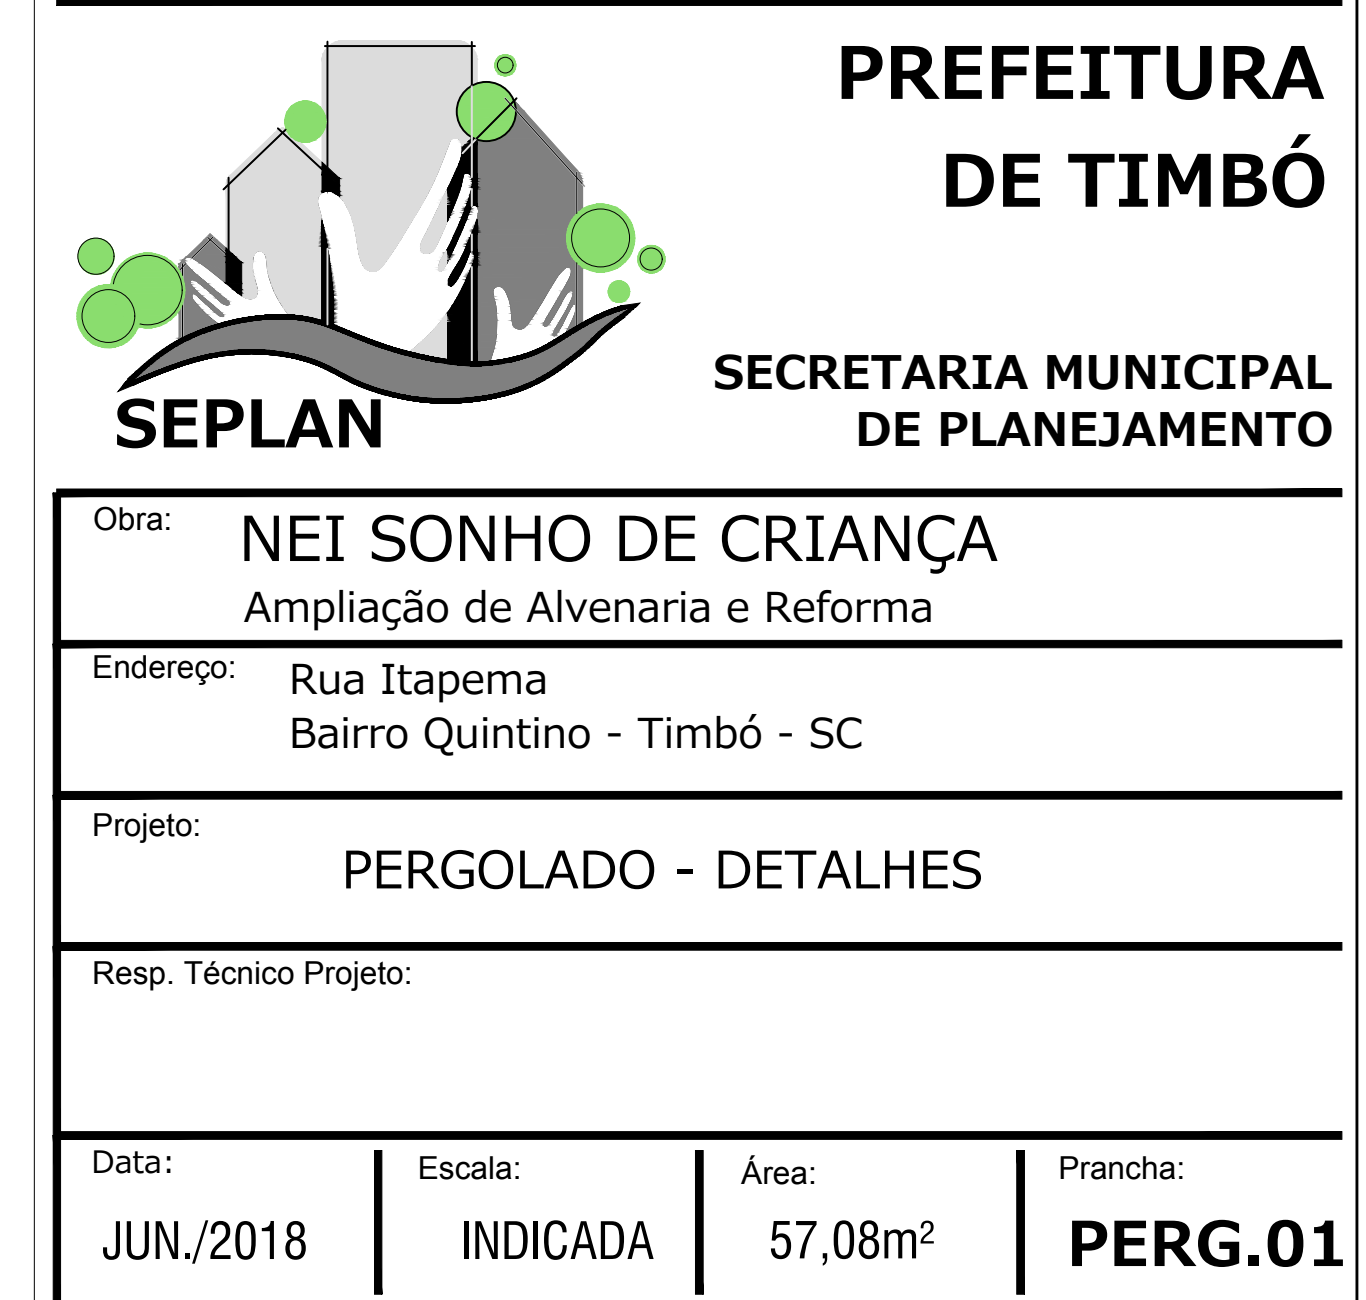 PREFEITURA
DE TIMBÓ
SECRETARIA MUNICIPAL
DE PLANEJAMENTO
SEPLAN
Obra:
NEI SONHO DE CRIANÇA
Ampliação de Alvenaria e Reforma
Endereço:
Rua Itapema
Bairro Quintino - Timbó - SC
Projeto:
PERGOLADO - DETALHES
Resp. Técnico Projeto:
Data:
JUN./2018
Escala:
INDICADA
Área:
57,08m²
Prancha:
PERG.01